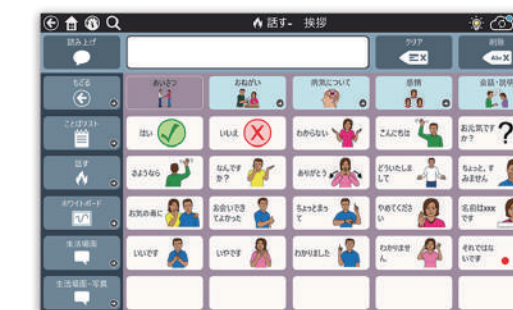 話す- 挨拶
読み上げ
クリア
削除
もどる
あいさつ
おねがい
病気について
感情
会話・説明
ことばリスト
はい
いいえ
わからない
こんにちは
お元気です
か?
話す
さようなら
なんです
か?
ありがとう
どういたしま
して
ちょっと、す
みません
ホワイトボード
お気の毒に
お会いでき
てよかった
ちょっとまっ
て
やめてくださ
い
名前はxxx
です
生活場面
いいです
いやです
わかりました
わかりませ
ん
それではな
いです
生活場面-写真